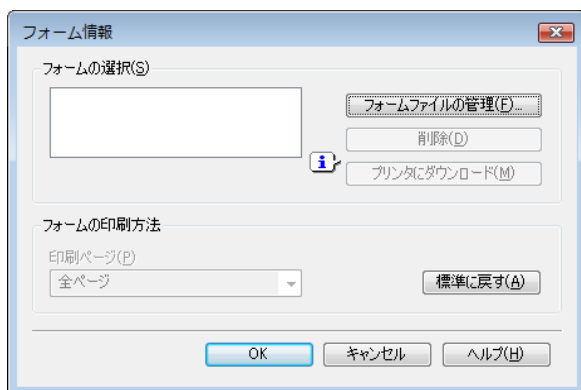 フォーム情報
フォームの選択(S)
フォームファイルの管理(F)...
削除(D)
プリンタにダウンロード(M)
フォームの印刷方法
印刷ページ(P)
全ページ
標準に戻す(A)
OK
キャンセル
ヘルプ(H)